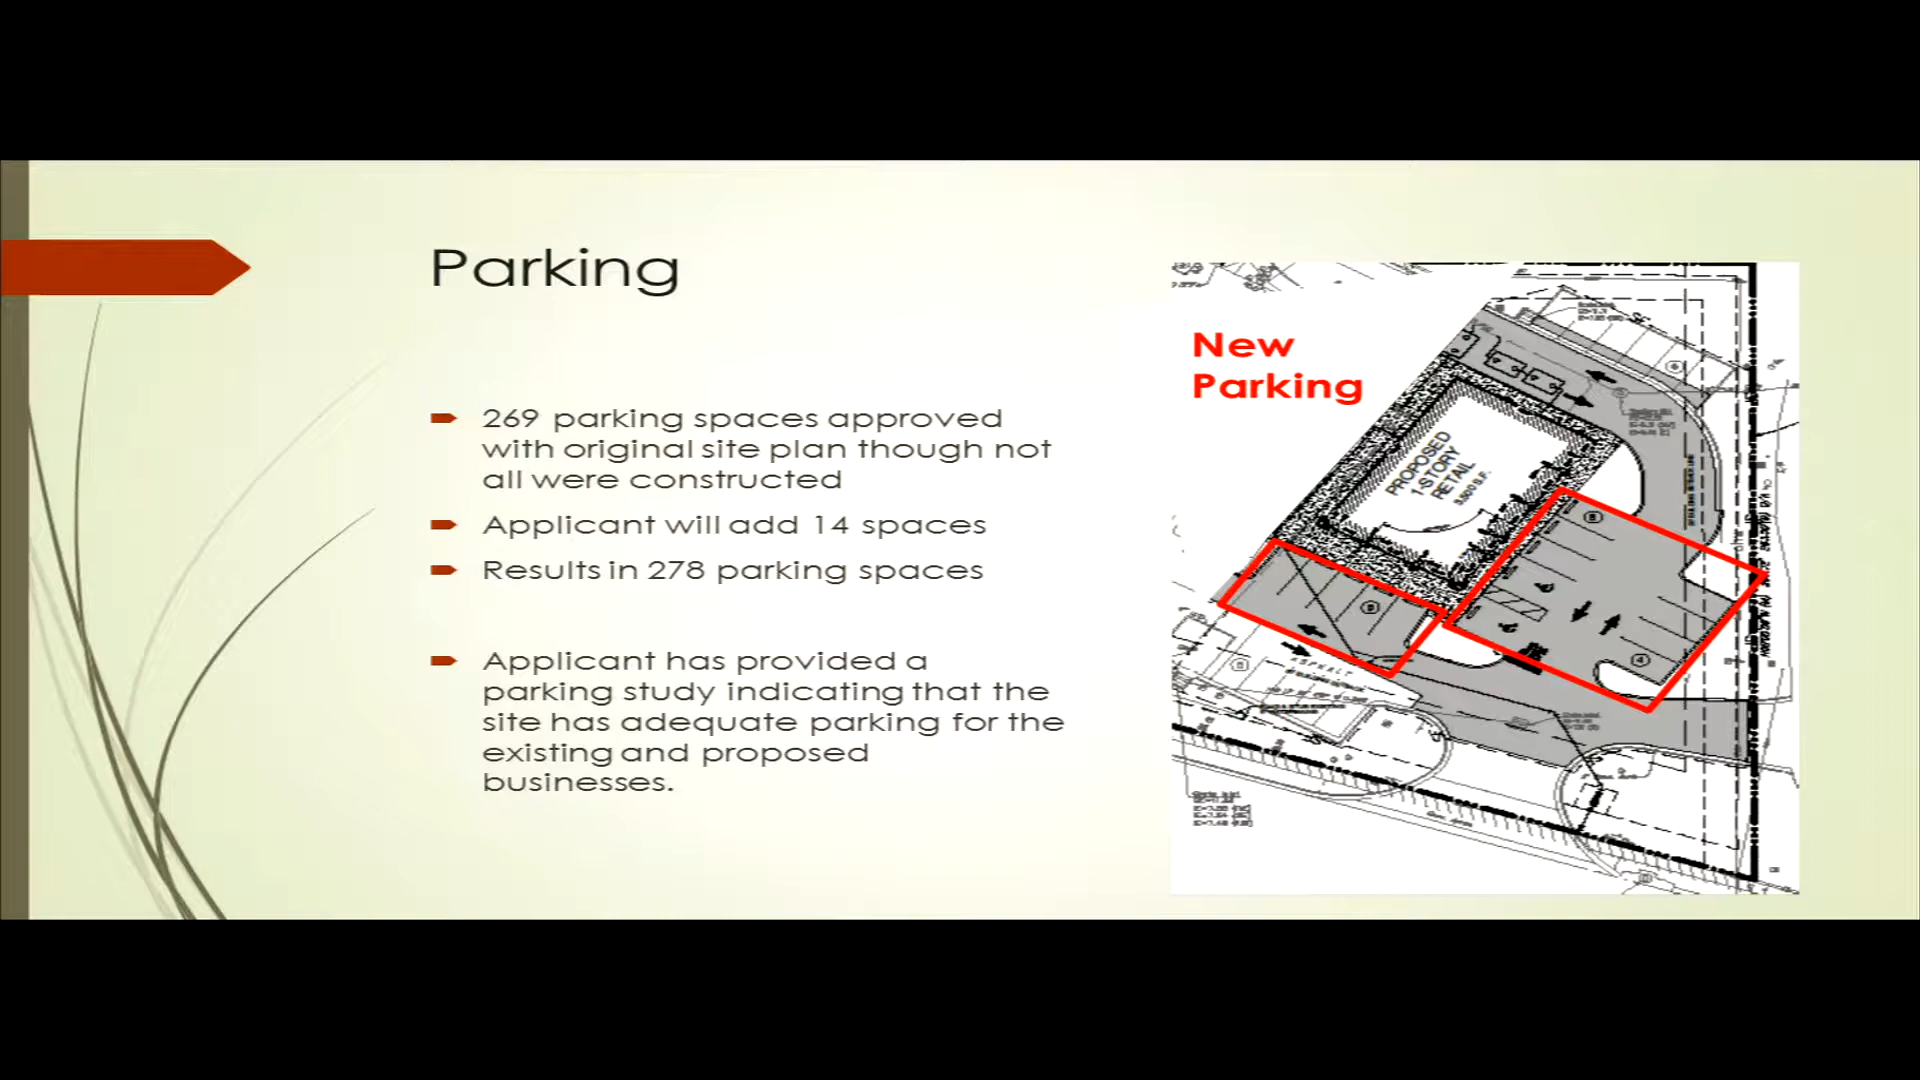 Parking
269 parking spaces approved
with original site plan though not
all were constructed
Applicant will add 14 spaces
Results in 278 parking spaces
Applicant has provided a
parking study indicating that the
site has adequate parking for the
existing and proposed
businesses.
New
Parking
PROPOSED
1-STORY
RETAIL
ASPHALT